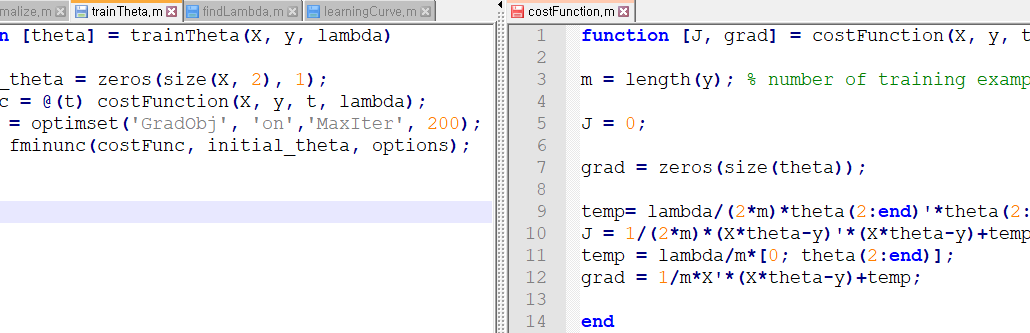 malize,m trainTheta,m findLambda,m learningCurve,m
n [theta] = trainTheta(X, y, lambda)
_theta = zeros(size(X, 2), 1);
c = @(t) costFunction(X, y, t, lambda);
= optimset('GradObj', 'on','MaxIter', 200);
fminunc(costFunc, initial_theta, options);
costFunction,m
1 function [J, grad] = costFunction(X, y, t
2
3 m = length(y); % number of training examp
4
5 J = 0;
6
7 grad = zeros(size(theta));
8
9 temp= lambda/(2*m)*theta(2:end)'*theta(2:
10 J = 1/(2*m)*(X*theta-y)'*(X*theta-y)+temp
11 temp = lambda/m*[0; theta(2:end)];
12 grad = 1/m*X'*(X*theta-y)+temp;
13
14 end